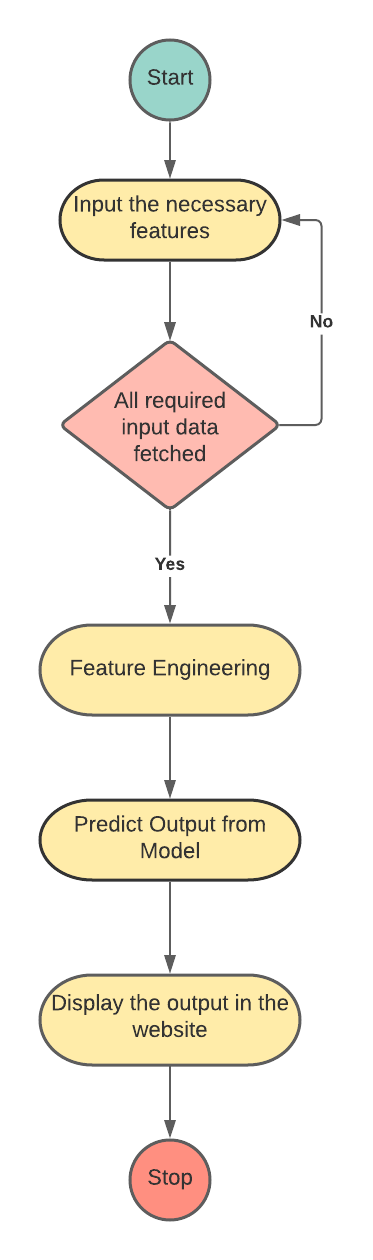 Start
Input the necessary
features
No
All required
input data
fetched
Yes
Feature Engineering
Predict Output from
Model
Display the output in the
website
Stop